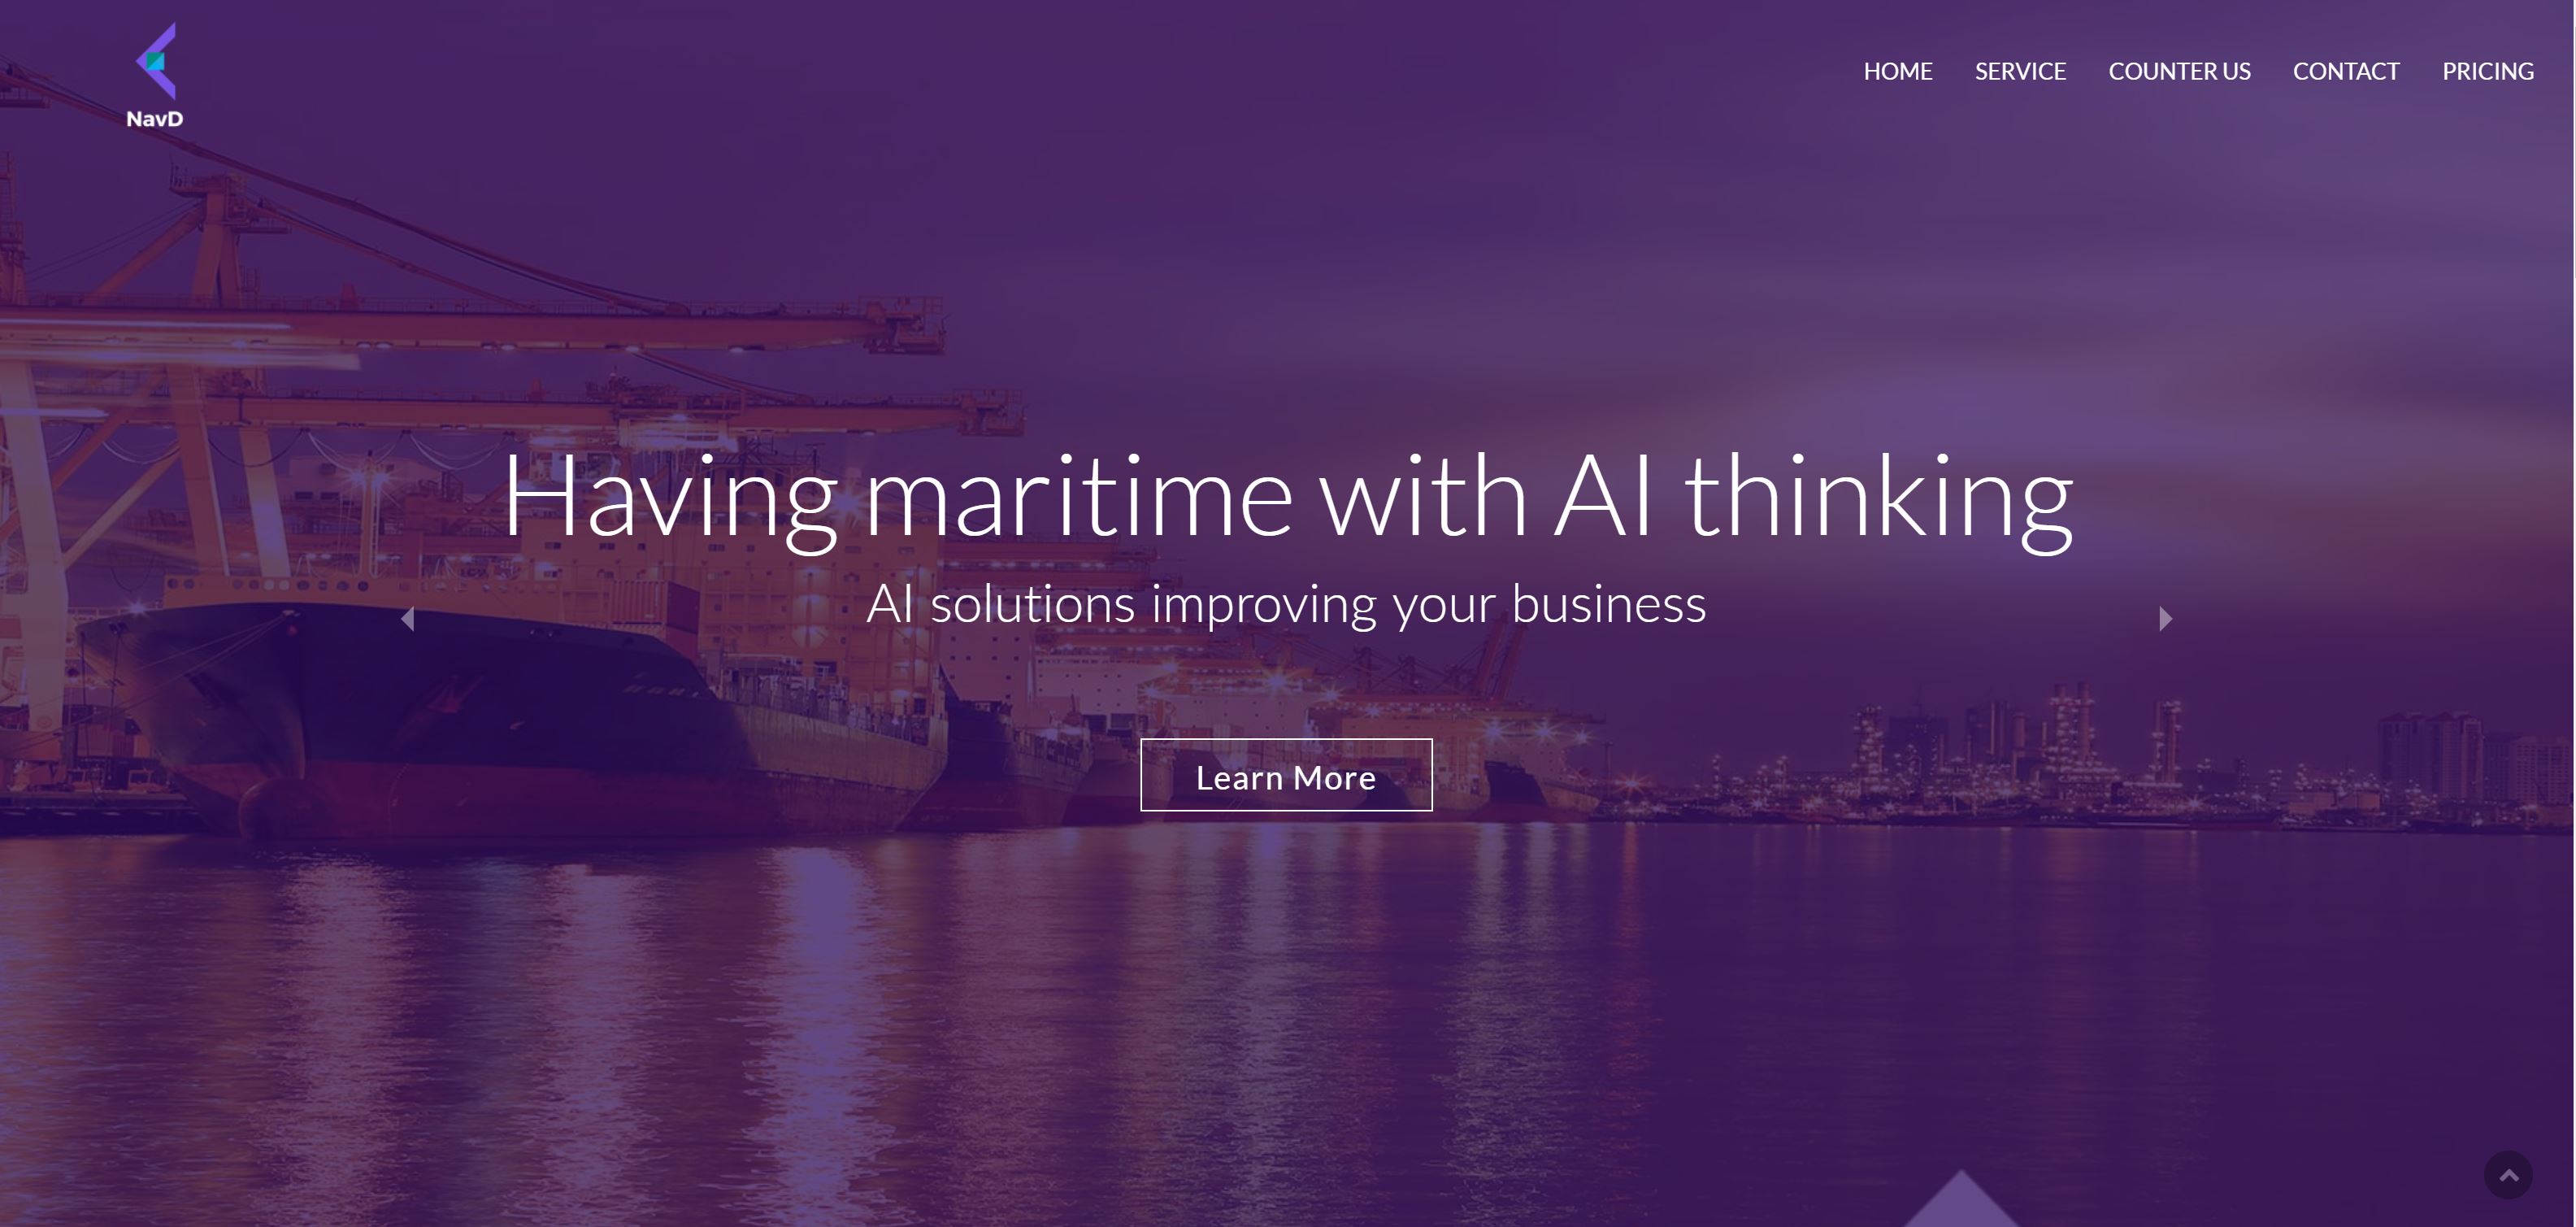 NavD
HOME SERVICE COUNTER US CONTACT PRICING
Having maritime with AI thinking
AI solutions improving your business
Learn More